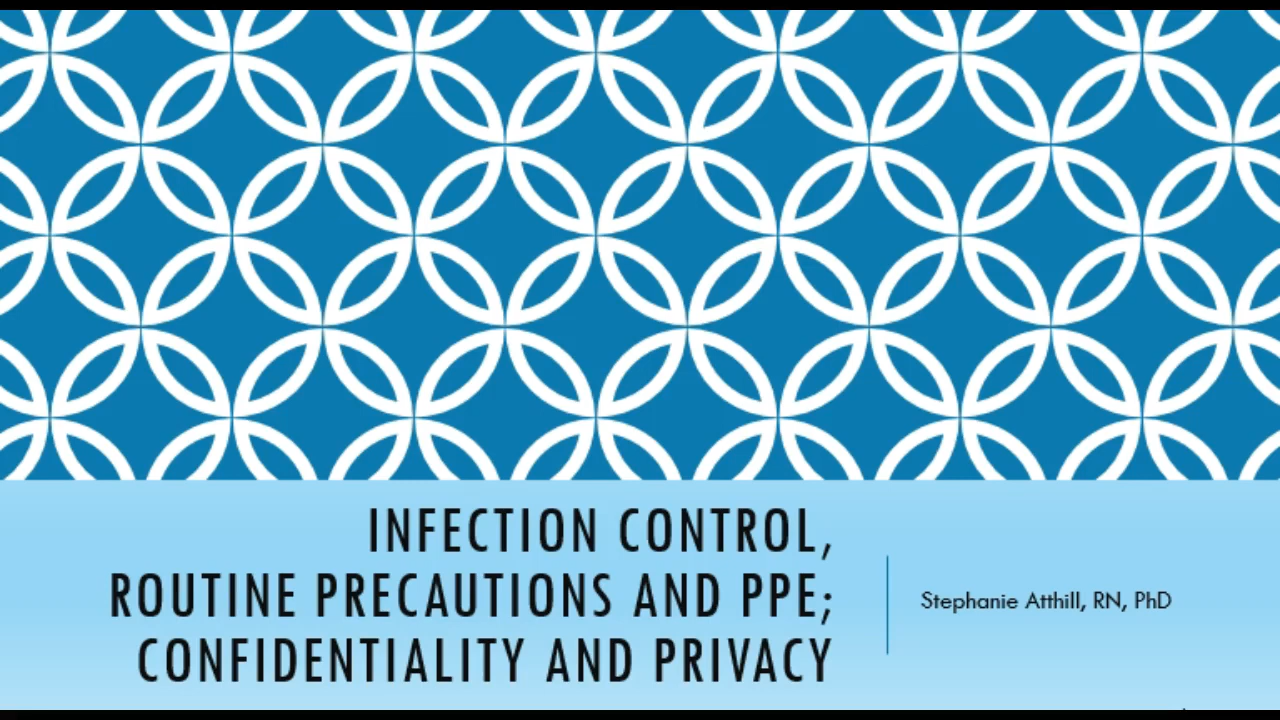 INFECTION CONTROL,
ROUTINE PRECAUTIONS AND PPE;
CONFIDENTIALITY AND PRIVACY
Stephanie Atthill, RN, PhD